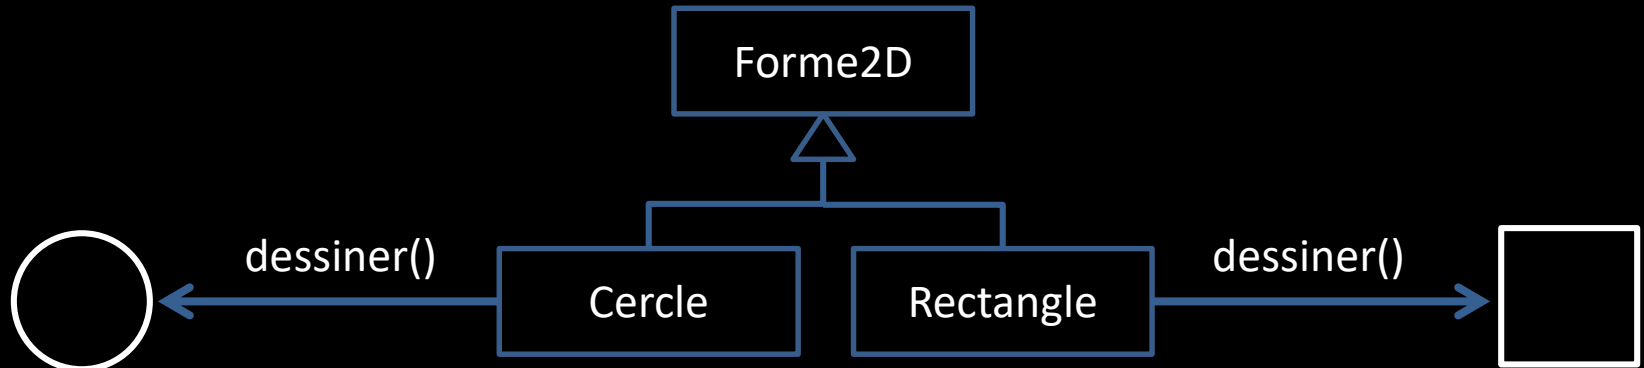 Forme2D
dessiner()
Cercle
Rectangle
dessiner()